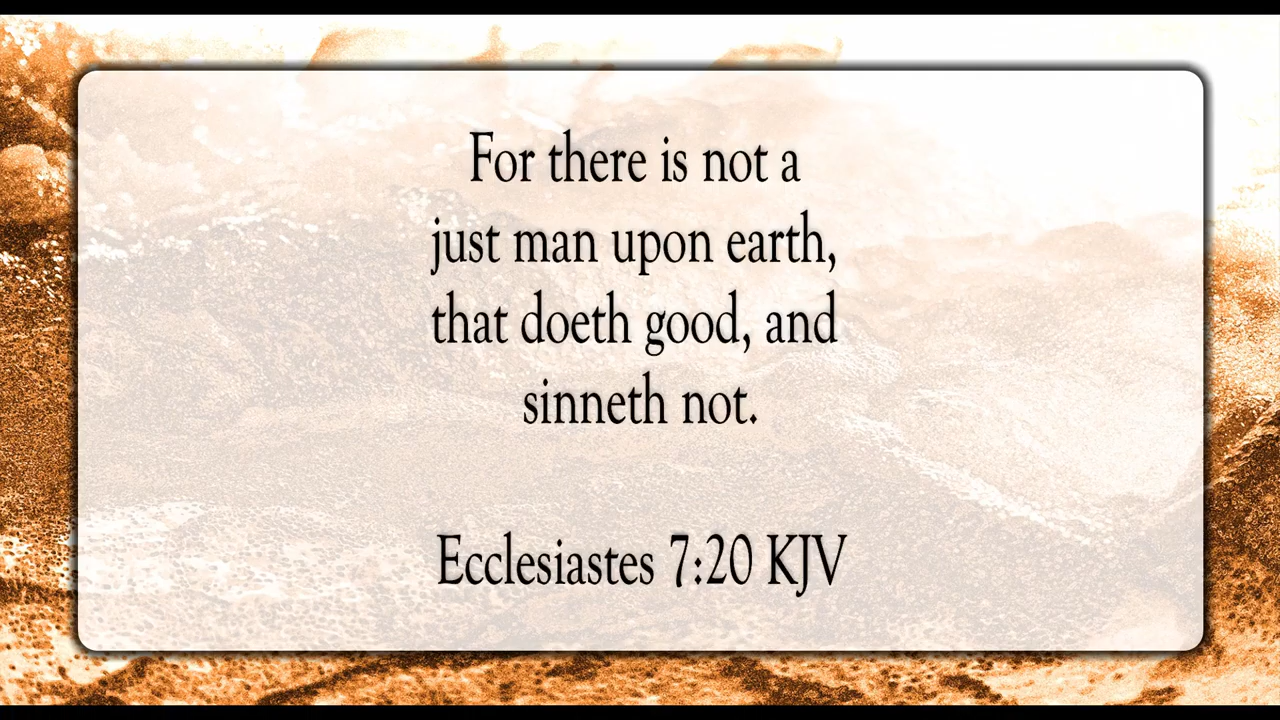 For there is not a
just man upon earth,
that doeth good, and
sinneth not.
Ecclesiastes 7:20 KJV